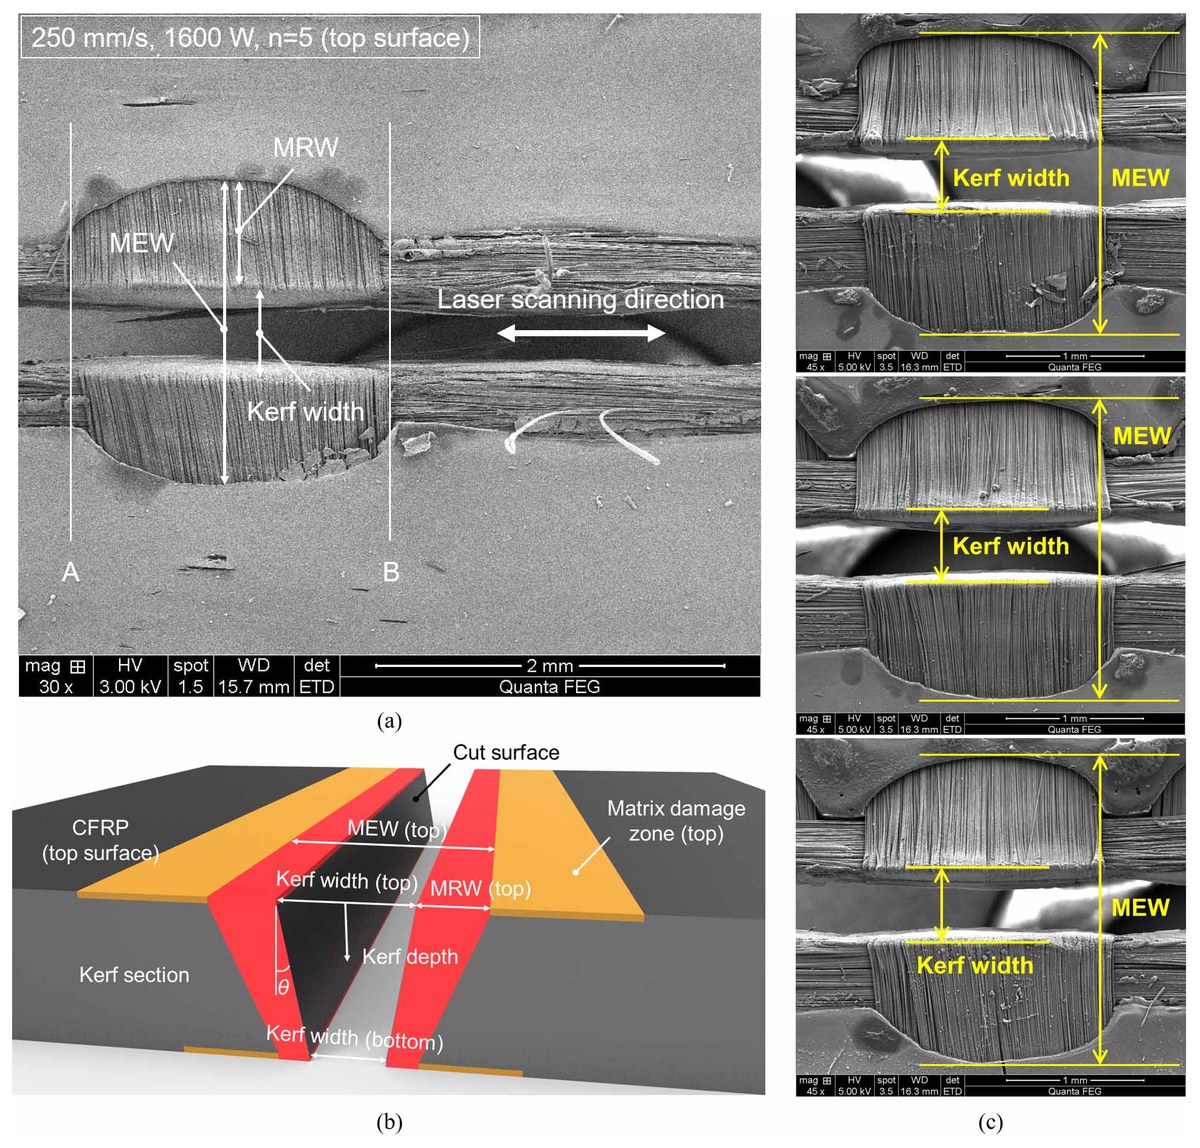 250 mm/s, 1600 W, n=5 (top surface)
MRW
MEW
Laser scanning direction
Kerf width
A
B
mag HV spot WD det 2 mm
30 x 3.00 kV 1.5 15.7 mm ETD Quanta FEG
(a)
Cut surface
CFRP
(top surface)
MEW (top)
Matrix damage
zone (top)
Kerf width (top)
MRW (top)
Kerf depth
Kerf section
θ
Kerf width (bottom)
(b)
Kerf width
MEW
mag HV spot WD det 1 mm
45 x 5.00 kV 3.5 16.3 mm ETD Quanta FEG
MEW
Kerf width
mag HV spot WD det 1 mm
45 x 5.00 kV 3.5 16.3 mm ETD Quanta FEG
MEW
Kerf width
mag HV spot WD det 1 mm
45 x 5.00 kV 3.5 16.3 mm ETD Quanta FEG
(c)